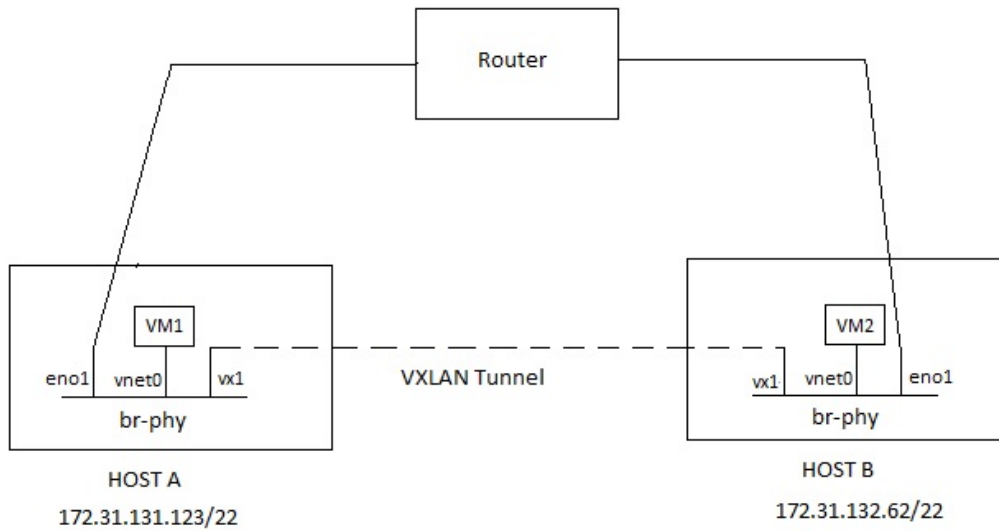 Router
VM1
eno1 vnet0 vx1
br-phy
HOST A
172.31.131.123/22
VXLAN Tunnel
VM2
vx1 vnet0 eno1
br-phy
HOST B
172.31.132.62/22